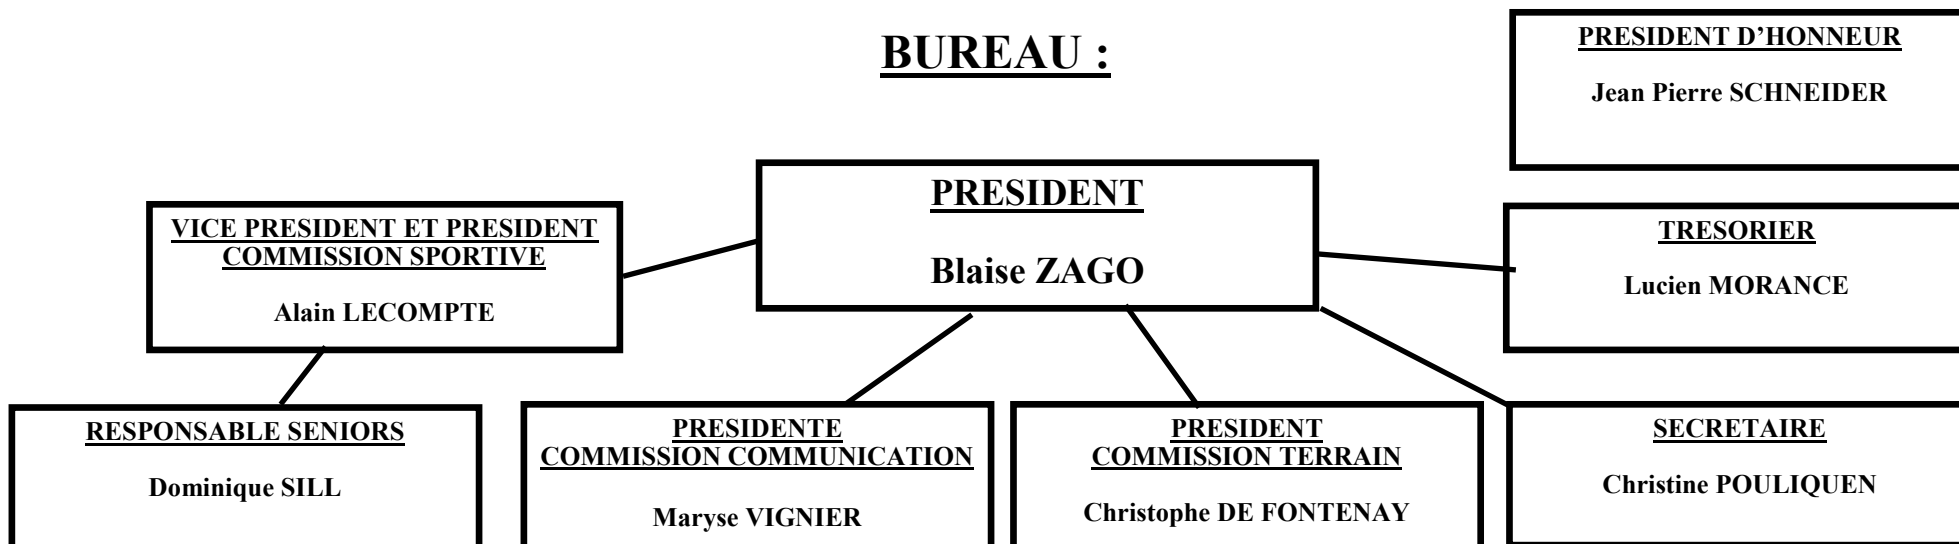 BUREAU :
PRESIDENT D’HONNEUR
Jean Pierre SCHNEIDER
PRESIDENT
Blaise ZAGO
VICE PRESIDENT ET PRESIDENT
COMMISSION SPORTIVE
Alain LECOMPTE
TRESORIER
Lucien MORANCE
RESPONSABLE SENIORS
Dominique SILL
PRESIDENTE
COMMISSION COMMUNICATION
Maryse VIGNIER
PRESIDENT
COMMISSION TERRAIN
Christophe DE FONTENAY
SECRETAIRE
Christine POULIQUEN